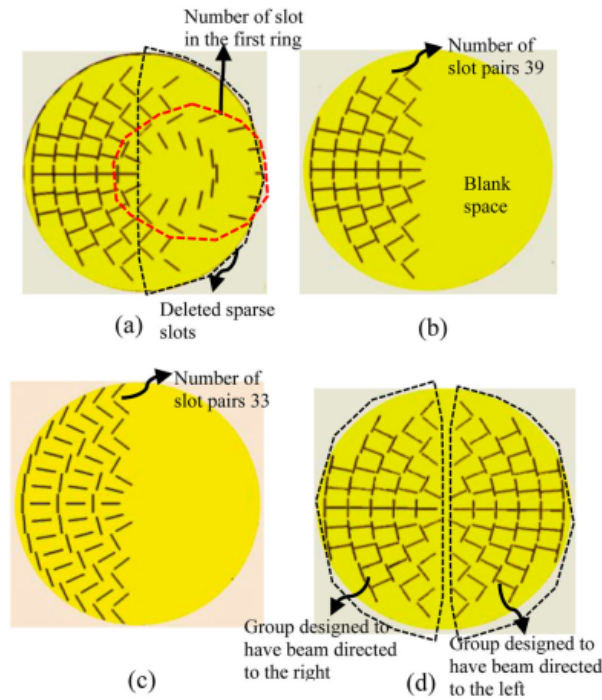 Number of slot
in the first ring
Deleted sparse
slots
(a)
Number of
slot pairs 39
Blank
space
(b)
Number of
slot pairs 33
(c)
Group designed to
have beam directed
to the right
Group designed to
have beam directed
to the left
(d)